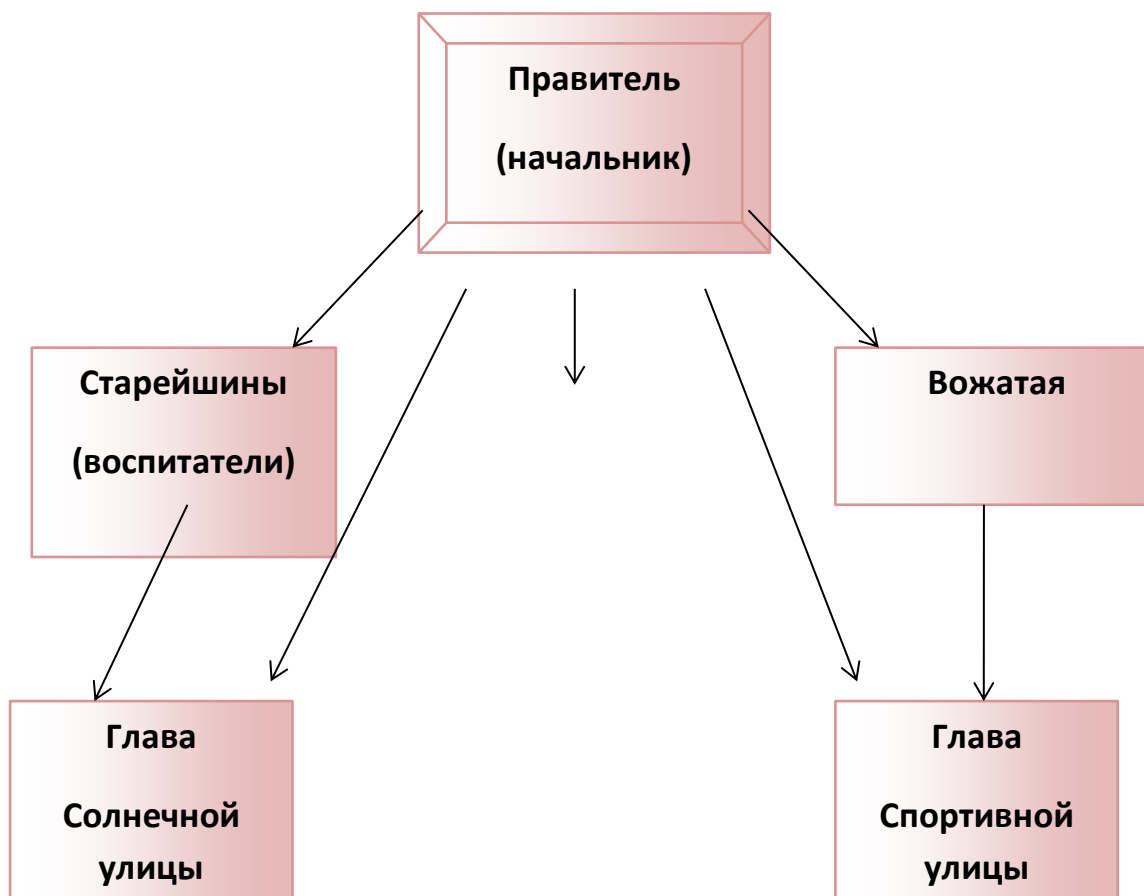 Правитель
(начальник)
Старейшины
(воспитатели)
Вожатая
Глава
Солнечной
улицы
Глава
Спортивной
улицы